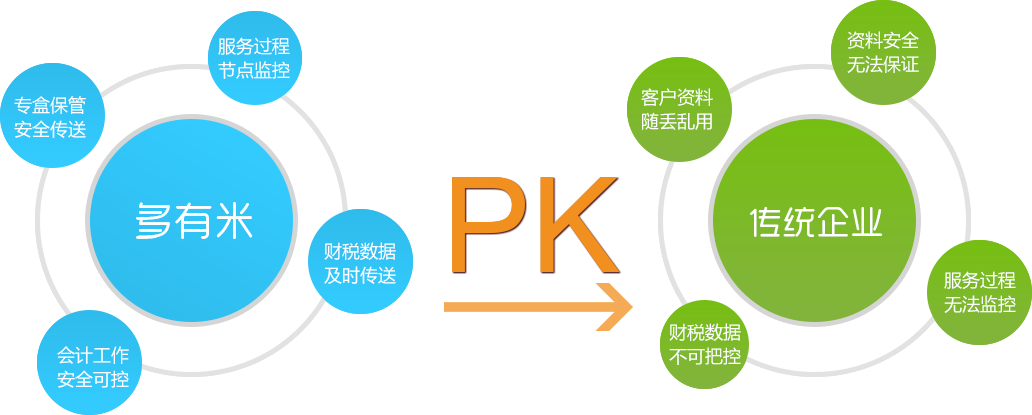 服务过程
节点监控
专盒保管
安全传送
多有米
财税数据
及时传送
会计工作
安全可控
PK
资料安全
无法保证
客户资料
随丢乱用
传统企业
服务过程
无法监控
财税数据
不可把控